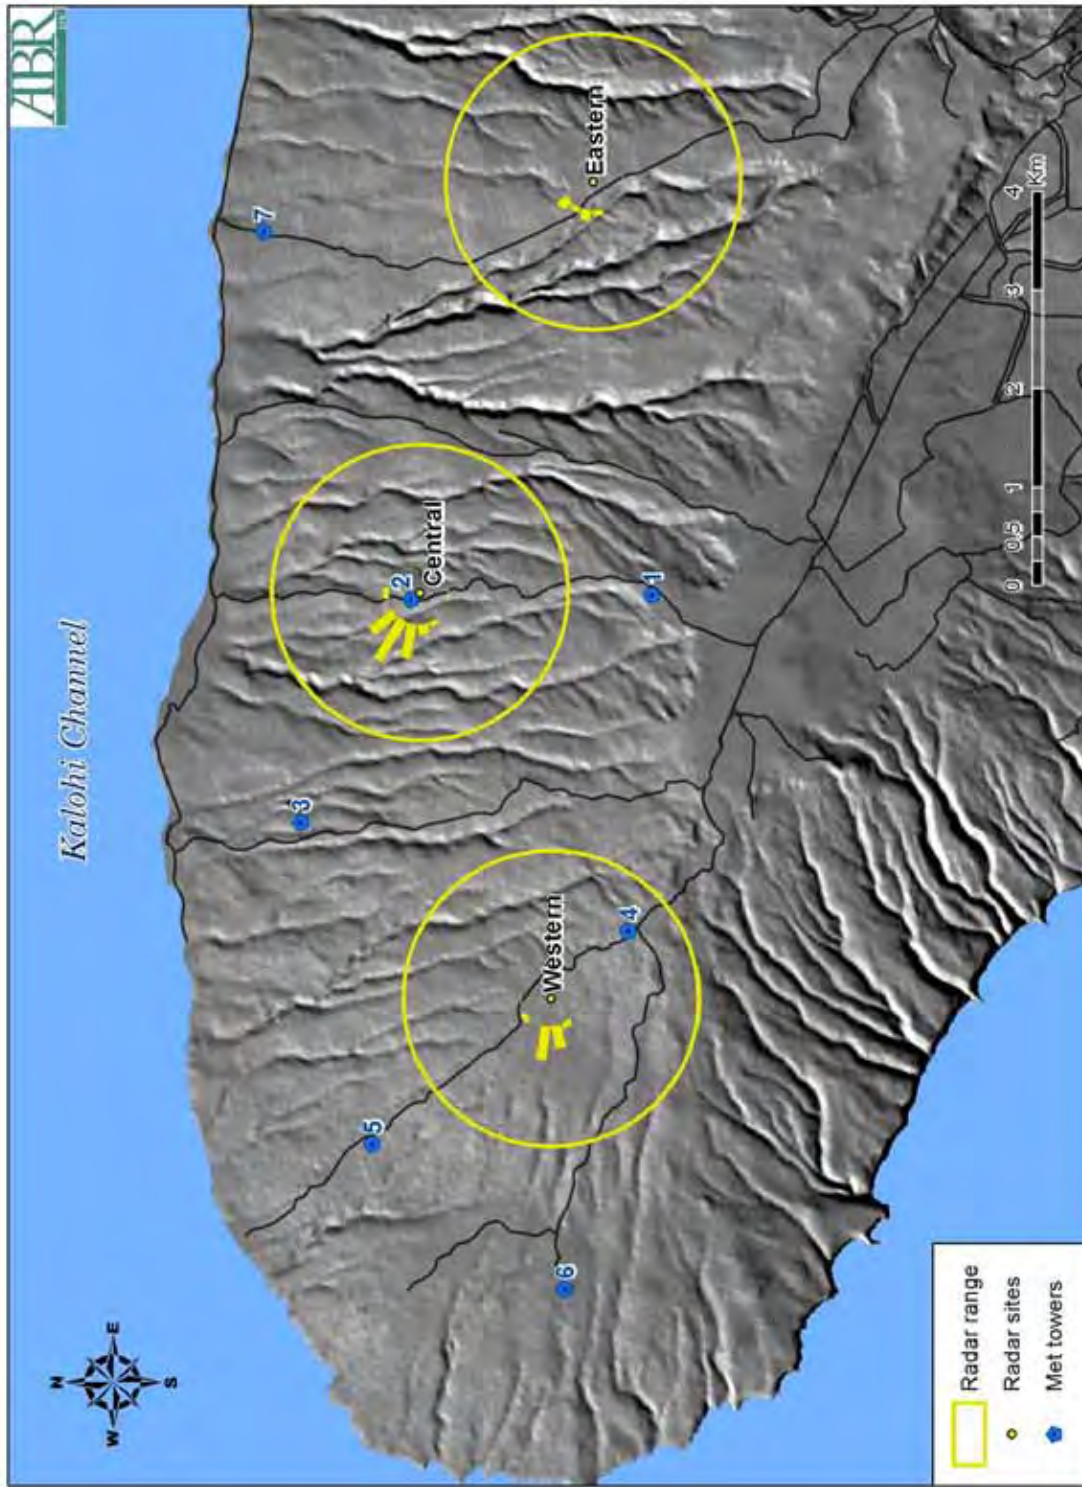 ABR
Kalohi Channel
N
W
E
S
7
3
2
Central
5
Western
Eastern
6
4
1
Radar range
Radar sites
Met towers
0 0.5 1 2 3 4
Km